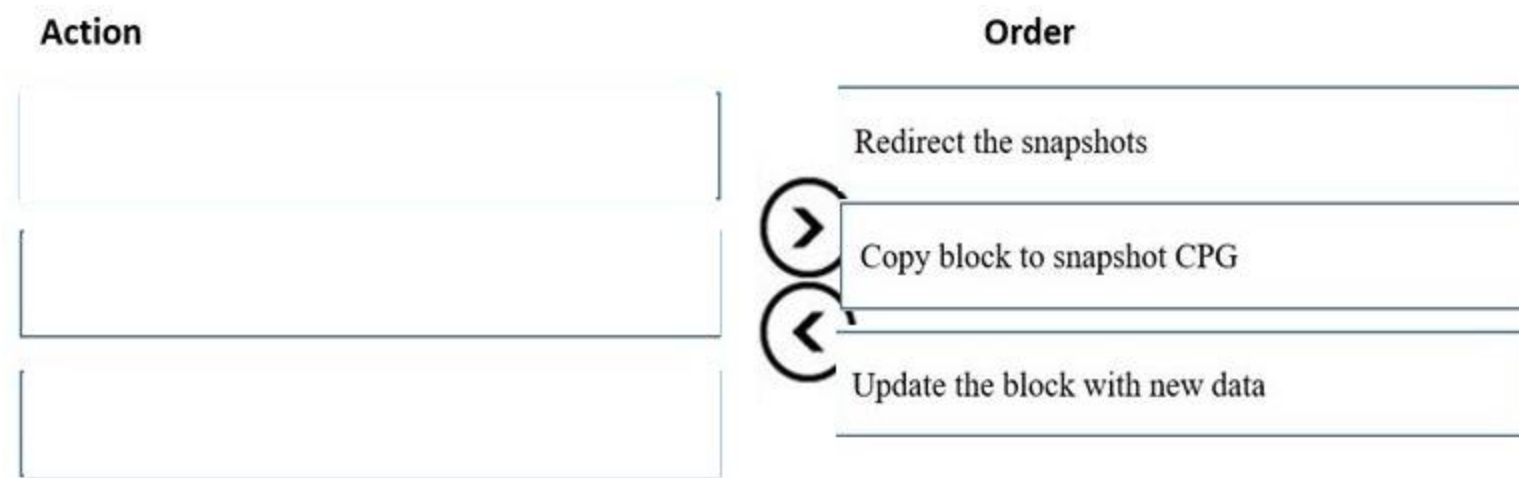 Action
Order
Redirect the snapshots
Copy block to snapshot CPG
Update the block with new data